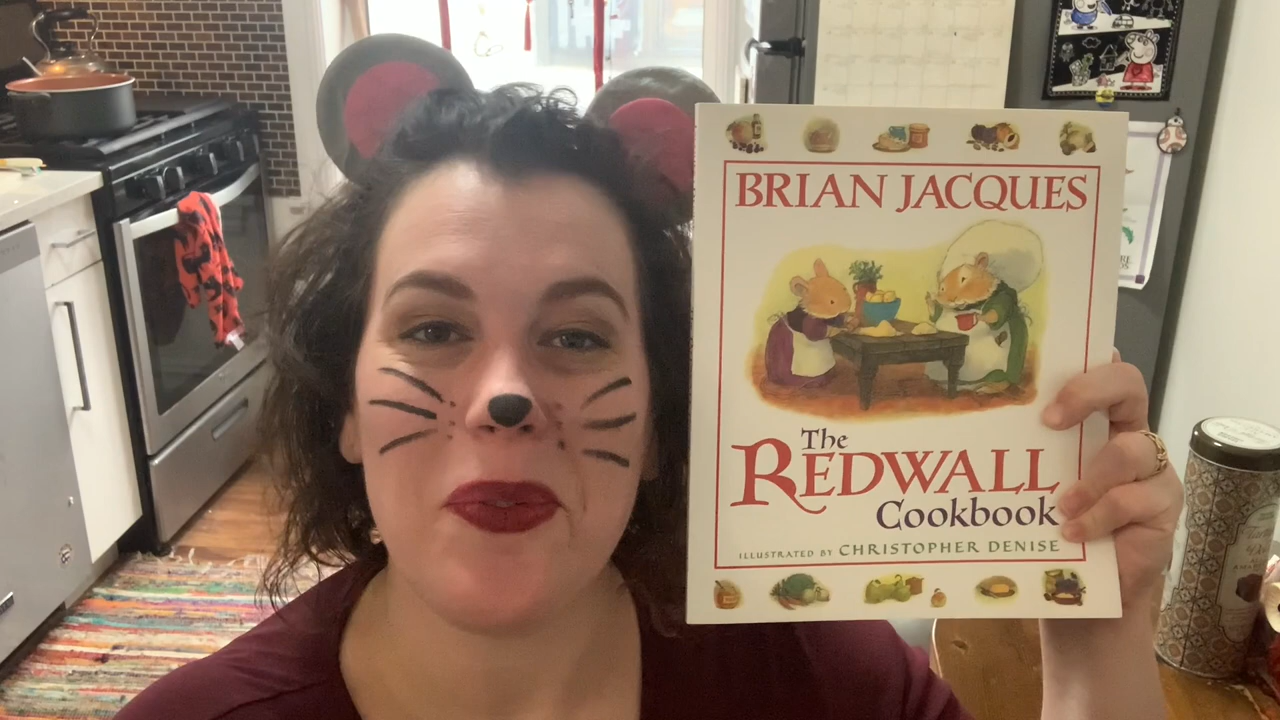 BRIAN JACQUES
The
REDWALL
Cookbook
ILLUSTRATED BY CHRISTOPHER DENISE